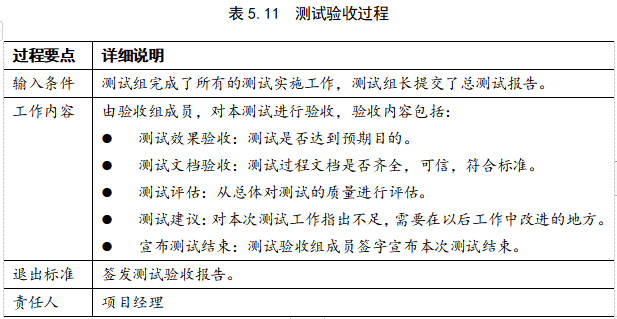 表 5.11 测试验收过程
过程要点 详细说明
输入条件 测试组完成了所有的测试实施工作，测试组长提交了总测试报告。
工作内容 由验收组成员，对本测试进行验收，验收内容包括：
● 测试效果验收：测试是否达到预期目的。
● 测试文档验收：测试过程文档是否齐全，可信，符合标准。
● 测试评估：从总体对测试的质量进行评估。
● 测试建议：对本次测试工作指出不足，需要在以后工作中改进的地方。
● 宣布测试结束：测试验收组成员签字宣布本次测试结束。
退出标准 签发测试验收报告。
责任人 项目经理